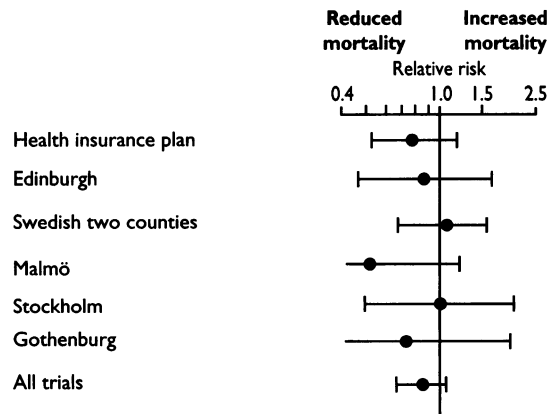 Reduced Increased
mortality mortality
Relative risk
0.4 1.0 1.5 2.5
Health insurance plan
Edinburgh
Swedish two counties
Malmö
Stockholm
Gothenburg
All trials